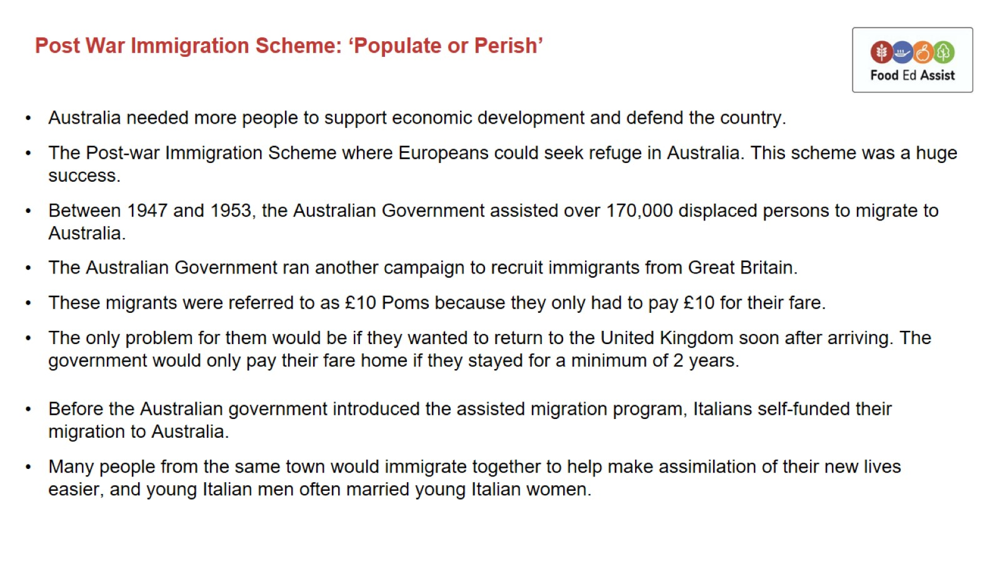 Post War Immigration Scheme: ‘Populate or Perish’
Food Ed Assist
• Australia needed more people to support economic development and defend the country.
• The Post-war Immigration Scheme where Europeans could seek refuge in Australia. This scheme was a huge
success.
• Between 1947 and 1953, the Australian Government assisted over 170,000 displaced persons to migrate to
Australia.
• The Australian Government ran another campaign to recruit immigrants from Great Britain.
• These migrants were referred to as £10 Poms because they only had to pay £10 for their fare.
• The only problem for them would be if they wanted to return to the United Kingdom soon after arriving. The
government would only pay their fare home if they stayed for a minimum of 2 years.
• Before the Australian government introduced the assisted migration program, Italians self-funded their
migration to Australia.
• Many people from the same town would immigrate together to help make assimilation of their new lives
easier, and young Italian men often married young Italian women.